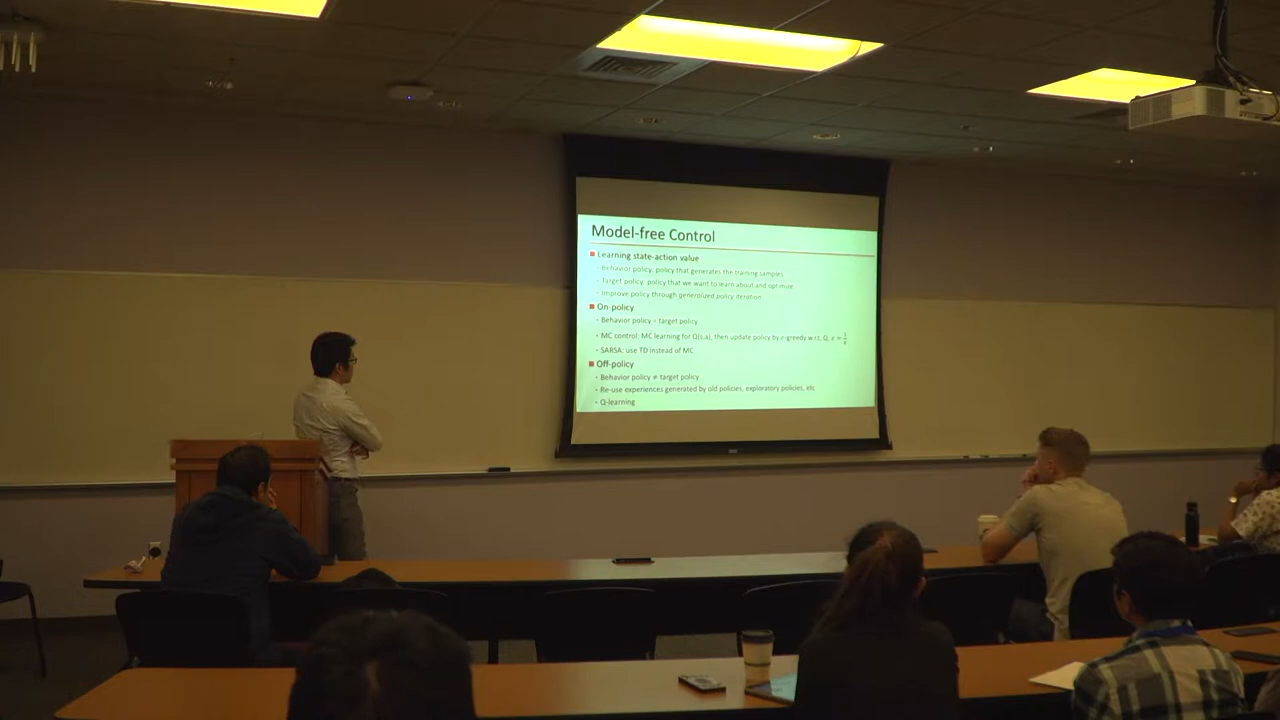 Model-free Control
Learning state-action value
Behavior policy: policy that generates the training samples
Target policy: policy that we want to learn about and optimize
Improve policy through generalized policy iteration
On-policy
Behavior policy = target policy
MC control: MC learning for Q(s,a), then update policy by ε-greedy w.r.t. Q, ε = 1/k
SARSA: use TD instead of MC
Off-policy
Behavior policy ≠ target policy
Re-use experiences generated by old policies, exploratory policies, etc
Q-learning